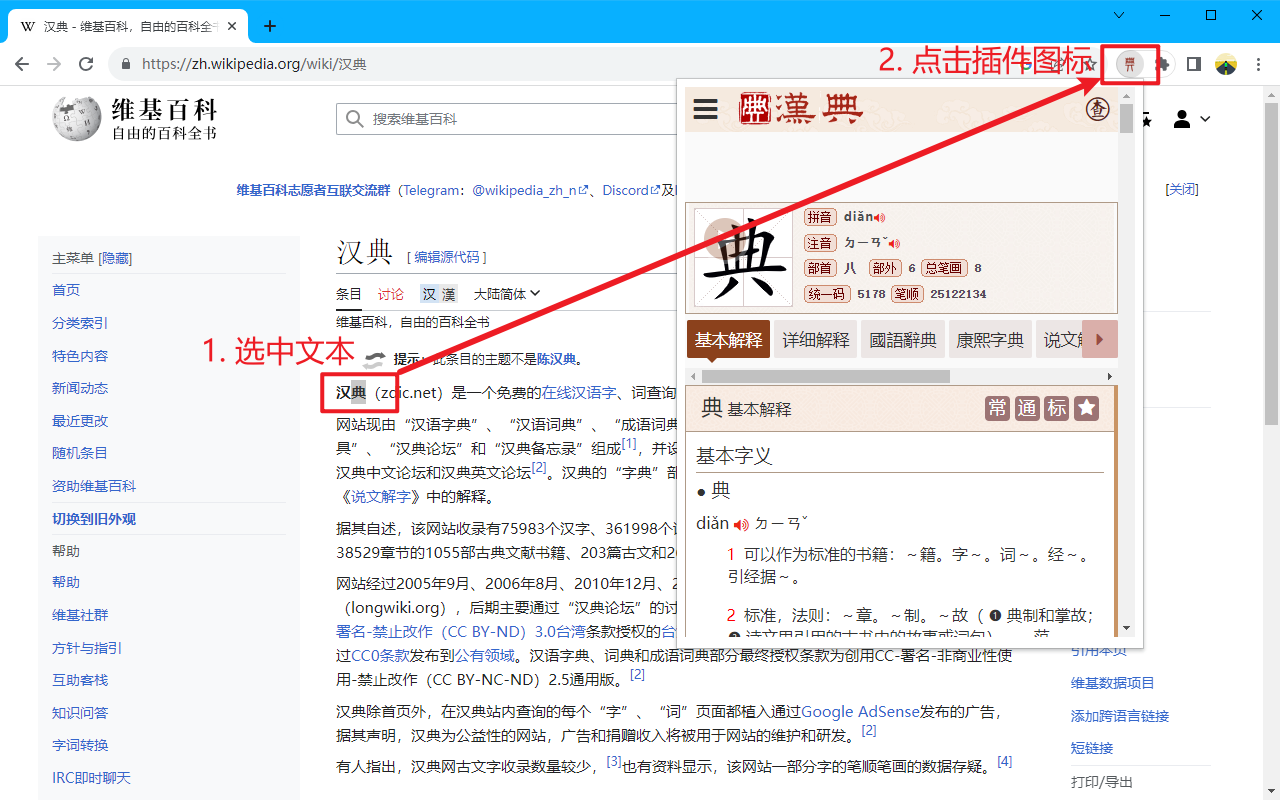 汉典 - 维基百科，自由的百科全书
https://zh.wikipedia.org/wiki/汉典
2. 点击插件图标
维基百科
自由的百科全书
搜索维基百科
漢典
查
维基百科志愿者互联交流群（Telegram：@wikipedia_zh_n、Discord及
[关闭]
主菜单 [隐藏]
首页
分类索引
特色内容
新闻动态
最近更改
随机条目
资助维基百科
切换到旧外观
帮助
帮助
维基社群
方针与指引
互助客栈
知识问答
字词转换
IRC即时聊天
汉典 [ 编辑源代码 ]
条目 讨论 汉 漢 大陆简体
维基百科，自由的百科全书
1. 选中文本
提示：此条目的主题不是陈汉典。
汉典（zdic.net）是一个免费的在线汉语字、词查询
网站现由“汉语字典”、“汉语词典”、“成语词典
具”、“汉典论坛”和“汉典备忘录”组成[1]，并设
汉典中文论坛和汉典英文论坛[2]。汉典的“字典”部
《说文解字》中的解释。
据其自述，该网站收录有75983个汉字、361998个
38529章节的1055部古典文献书籍、203篇古文和
网站经过2005年9月、2006年8月、2010年12月、
（longwiki.org），后期主要通过“汉典论坛”的讨
署名-禁止改作（CC BY-ND）3.0台湾条款授权的台
过CC0条款发布到公有领域。汉语字典、词典和成语词典部分最终授权条款为创用CC-署名-非商业性使
用-禁止改作（CC BY-NC-ND）2.5通用版。[2]
汉典除首页外，在汉典站内查询的每个“字”、“词”页面都植入通过Google AdSense发布的广告，
据其声明，汉典为公益性的网站，广告和捐赠收入将被用于网站的维护和研发。[2]
有人指出，汉典网古文字收录数量较少，[3]也有资料显示，该网站一部分字的笔顺笔画的数据存疑。[4]
典
拼音 diǎn
注音 ㄉㄧㄢˇ
部首 八 部外 6 总笔画 8
统一码 5178 笔顺 25122134
基本解释 详细解释 國語辭典 康熙字典 说文解
典 基本解释 常 通 标
基本字义
● 典
diǎn ㄉㄧㄢˇ
1 可以作为标准的书籍：～籍。字～。词～。经～。
引经据～。
2 标准，法则：～章。～制。～故（ ❶ 典制和掌故；
❷ 诗文里引用的古书中的故事或词句）。～范。
引用本页
维基数据项目
添加跨语言链接
短链接
打印/导出